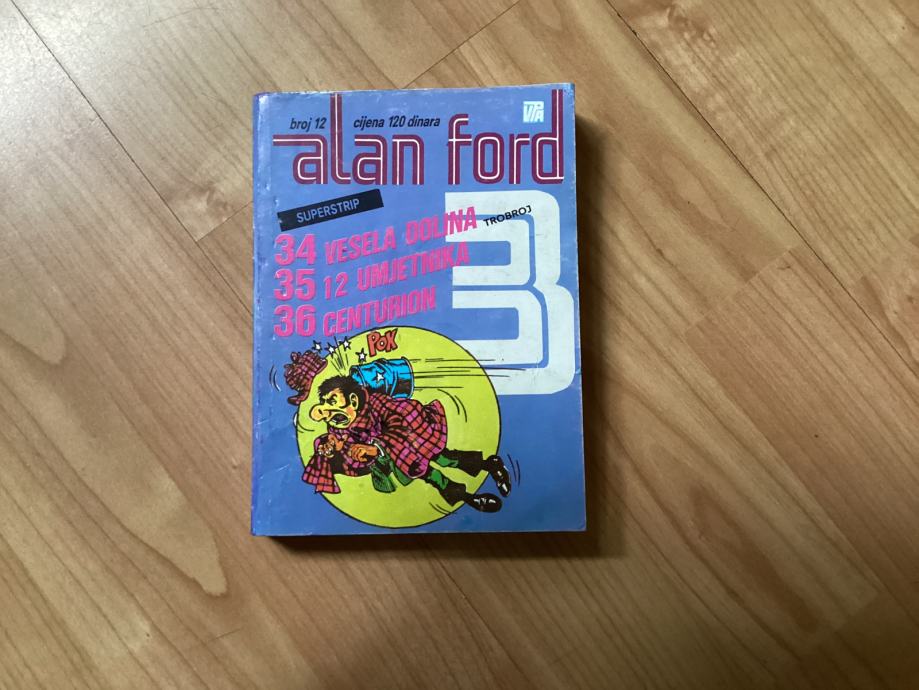 broj 12 cijena 120 dinara
VPA
alan ford
SUPERSTRIP
TROBROJ
3
34 VESELA DOLINA
35 12 UMJETNIKA
36 CENTURION
POK